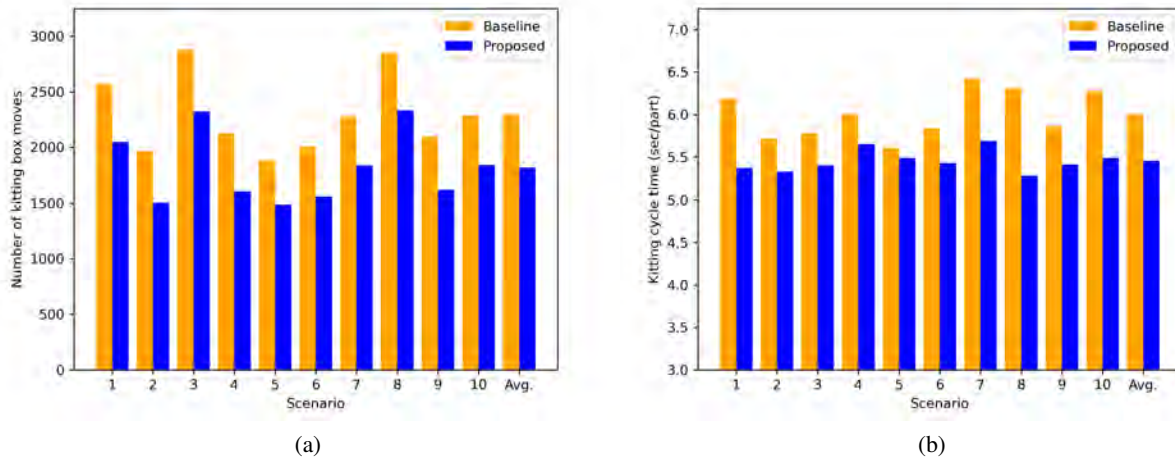 Number of kitting box moves
3000
2500
2000
1500
1000
500
0
Baseline
Proposed
1 2 3 4 5 6 7 8 9 10 Avg.
Scenario
(a)
Kitting cycle time (sec/part)
7.0
6.5
6.0
5.5
5.0
4.5
4.0
3.5
3.0
Baseline
Proposed
1 2 3 4 5 6 7 8 9 10 Avg.
Scenario
(b)